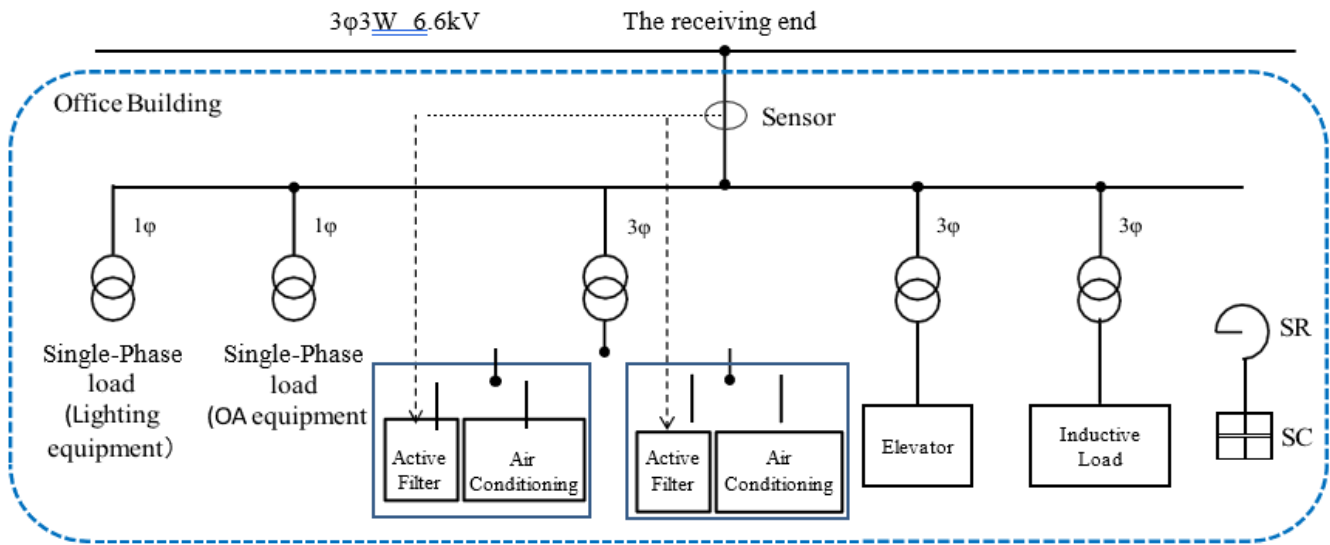 3φ3W 6.6kV
The receiving end
Office Building
Sensor
1φ
1φ
3φ
3φ
3φ
Single-Phase
load
(Lighting
equipment)
Single-Phase
load
(OA equipment
Active
Filter
Air
Conditioning
Active
Filter
Air
Conditioning
Elevator
Inductive
Load
SR
SC